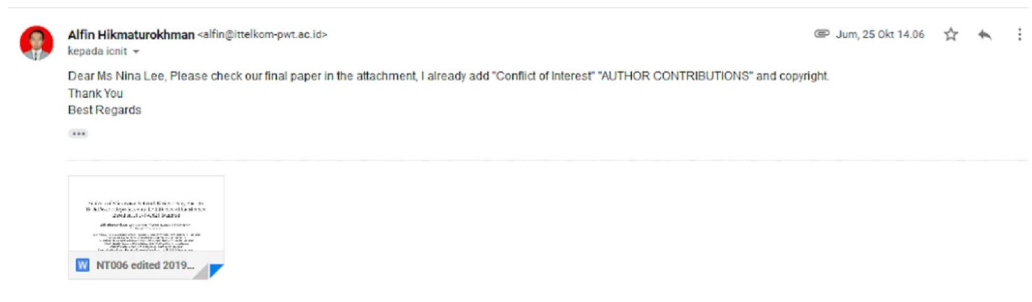 Alfin Hikmaturokhman <alfin@ittelkom-pwt.ac.id>
Jum, 25 Okt 14.06
kepada icnit
Dear Ms Nina Lee, Please check our final paper in the attachment, I already add "Conflict of Interest" "AUTHOR CONTRIBUTIONS" and copyright.
Thank You
Best Regards
W NT006 edited 2019...